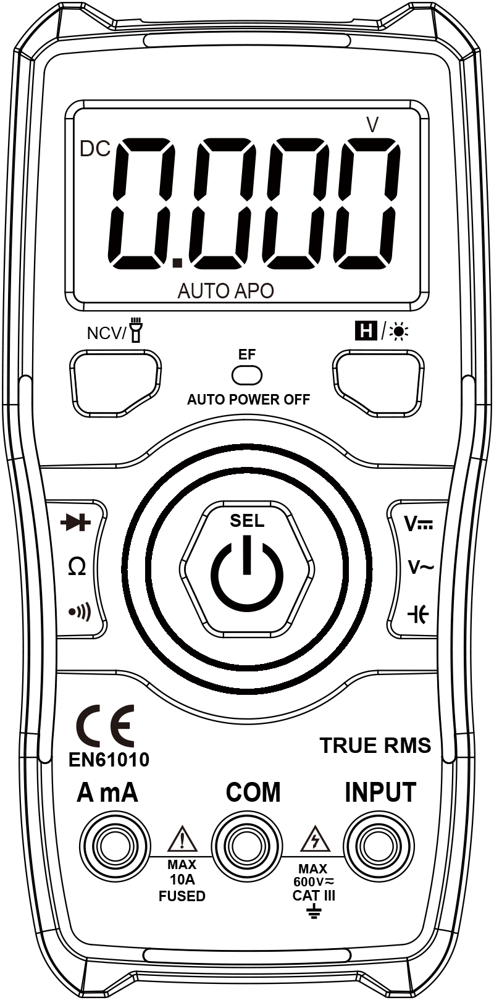 V
DC
0.000
AUTO APO
NCV/
H /
EF
AUTO POWER OFF
SEL
V⎓
Ω
V~
CE
EN61010
TRUE RMS
A mA COM INPUT
MAX
10A
FUSED
MAX
600V≂
CAT III